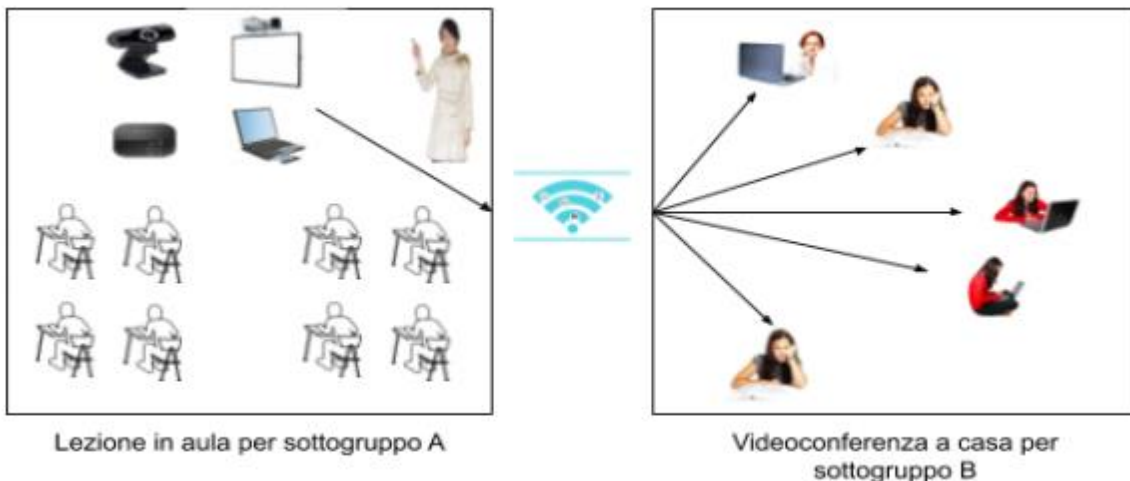 Lezione in aula per sottogruppo A
Videoconferenza a casa per
sottogruppo B